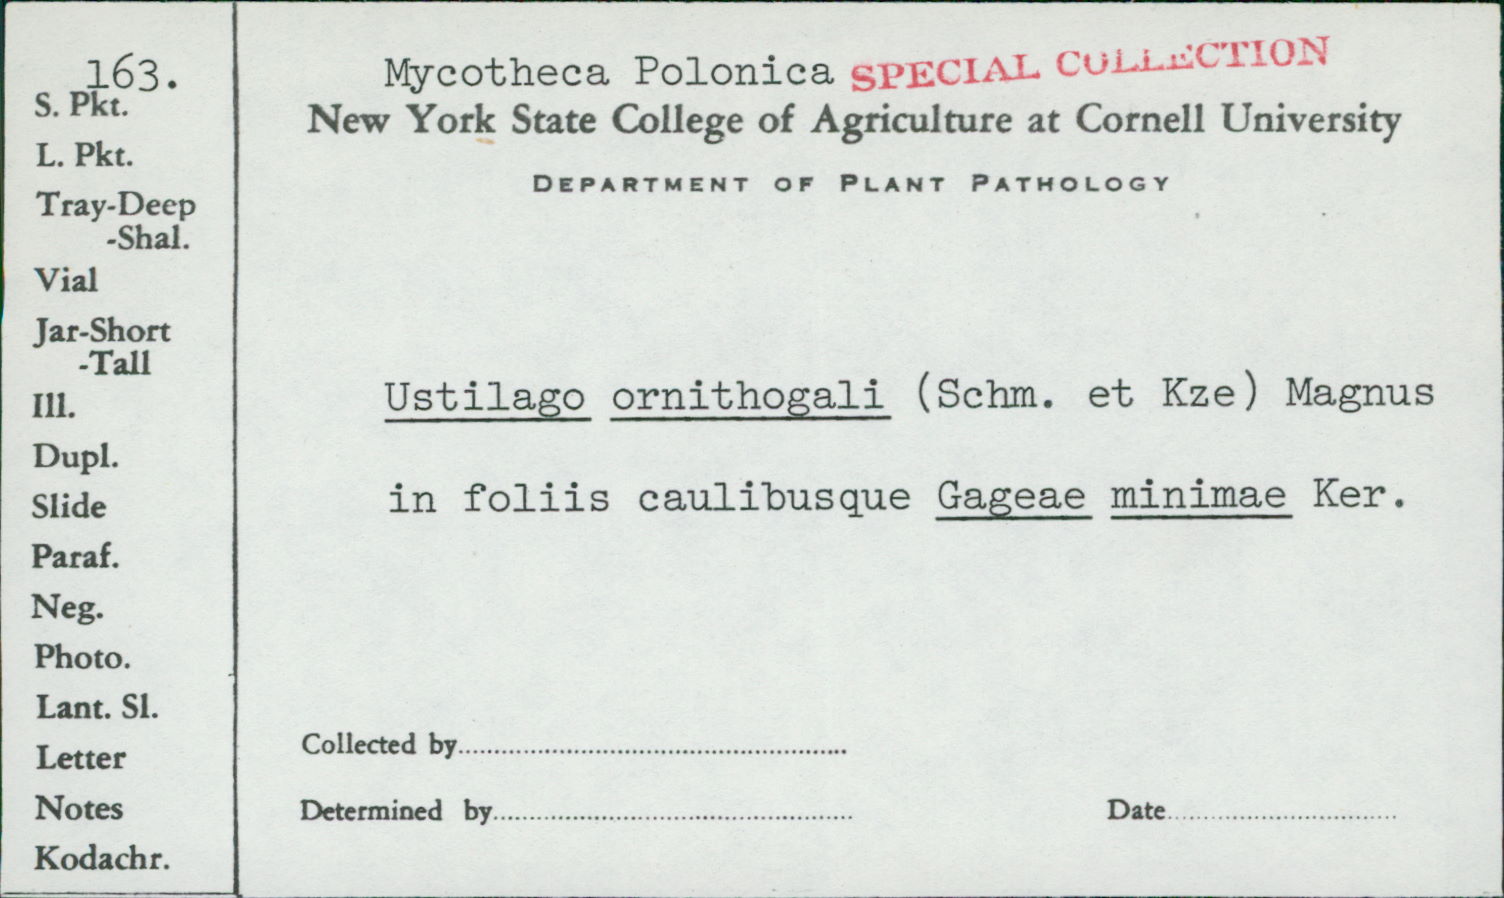 163.
S. Pkt.
L. Pkt.
Tray-Deep
-Shal.
Vial
Jar-Short
-Tall
Ill.
Dupl.
Slide
Paraf.
Neg.
Photo.
Lant. Sl.
Letter
Notes
Kodachr.
Mycotheca Polonica SPECIAL COLLECTION
New York State College of Agriculture at Cornell University
DEPARTMENT OF PLANT PATHOLOGY
Ustilago ornithogali (Schm. et Kze) Magnus
in foliis caulibusque Gageae minimae Ker.
Collected by
Determined by Date